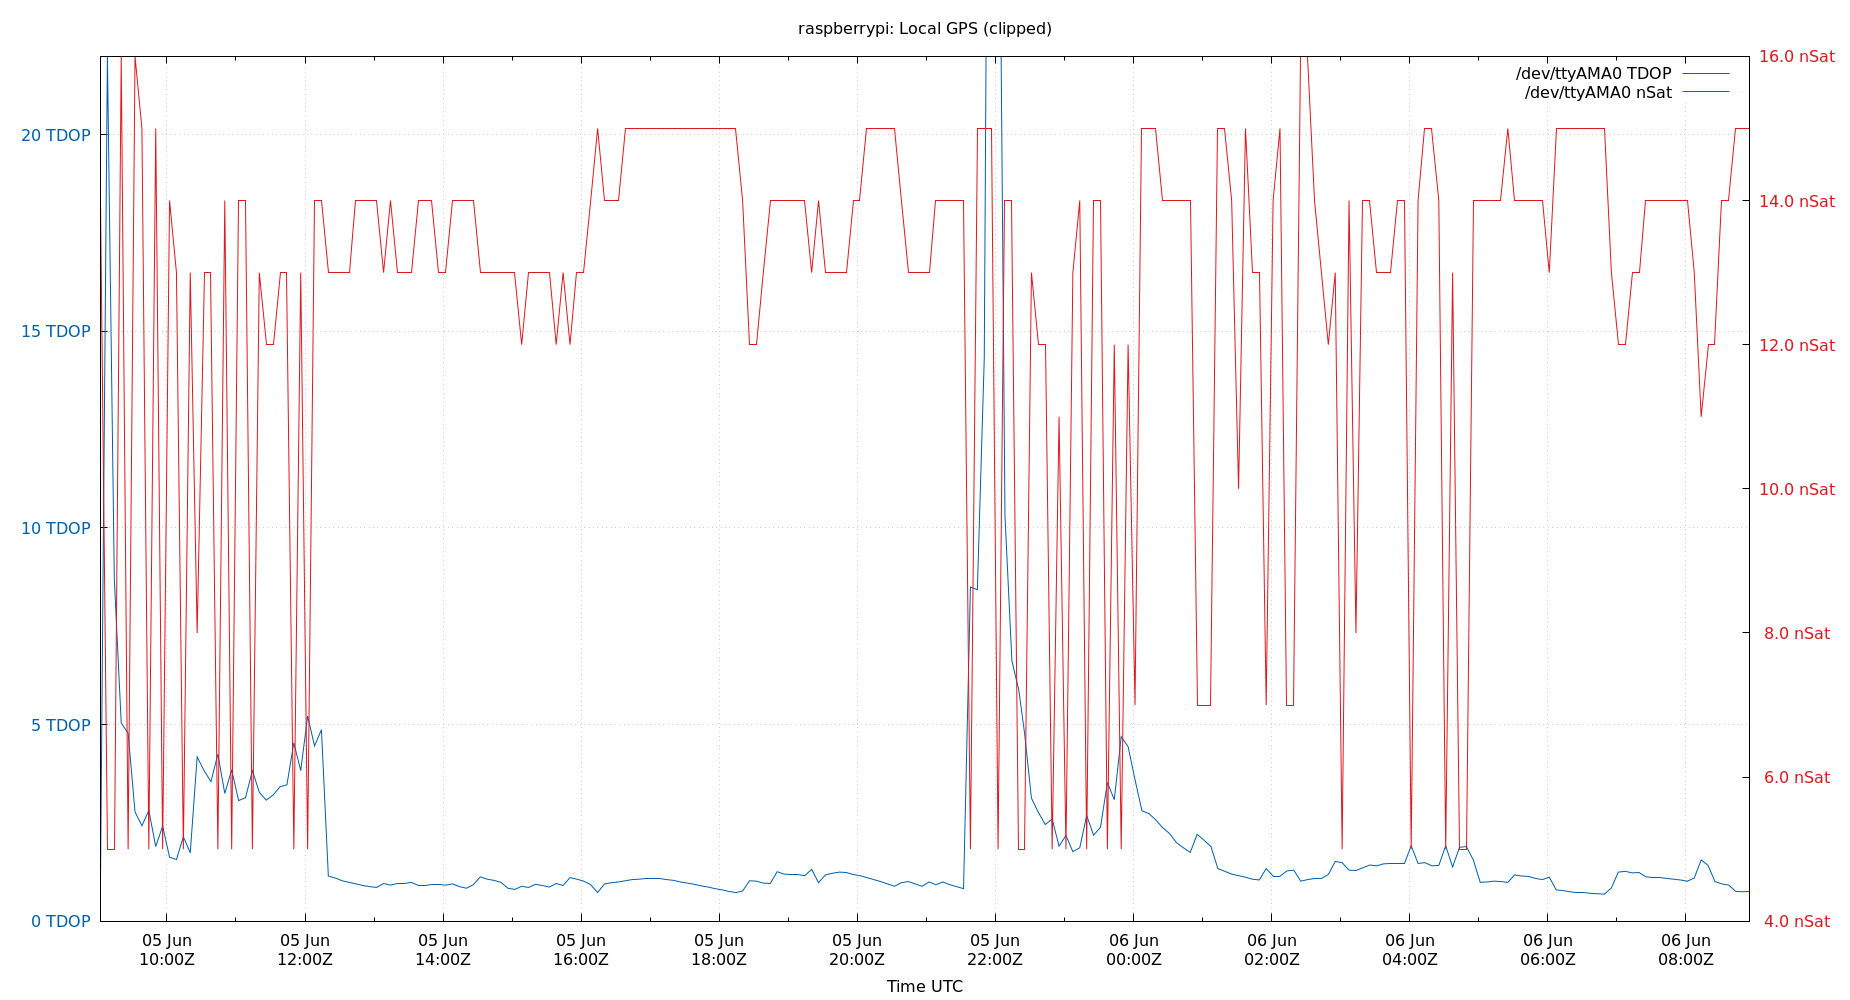 raspberrypi: Local GPS (clipped)
/dev/ttyAMA0 TDOP
/dev/ttyAMA0 nSat
20 TDOP
15 TDOP
10 TDOP
5 TDOP
0 TDOP
16.0 nSat
14.0 nSat
12.0 nSat
10.0 nSat
8.0 nSat
6.0 nSat
4.0 nSat
05 Jun 05 Jun 05 Jun 05 Jun 05 Jun 05 Jun 05 Jun 06 Jun 06 Jun 06 Jun 06 Jun 06 Jun
10:00Z 12:00Z 14:00Z 16:00Z 18:00Z 20:00Z 22:00Z 00:00Z 02:00Z 04:00Z 06:00Z 08:00Z
Time UTC